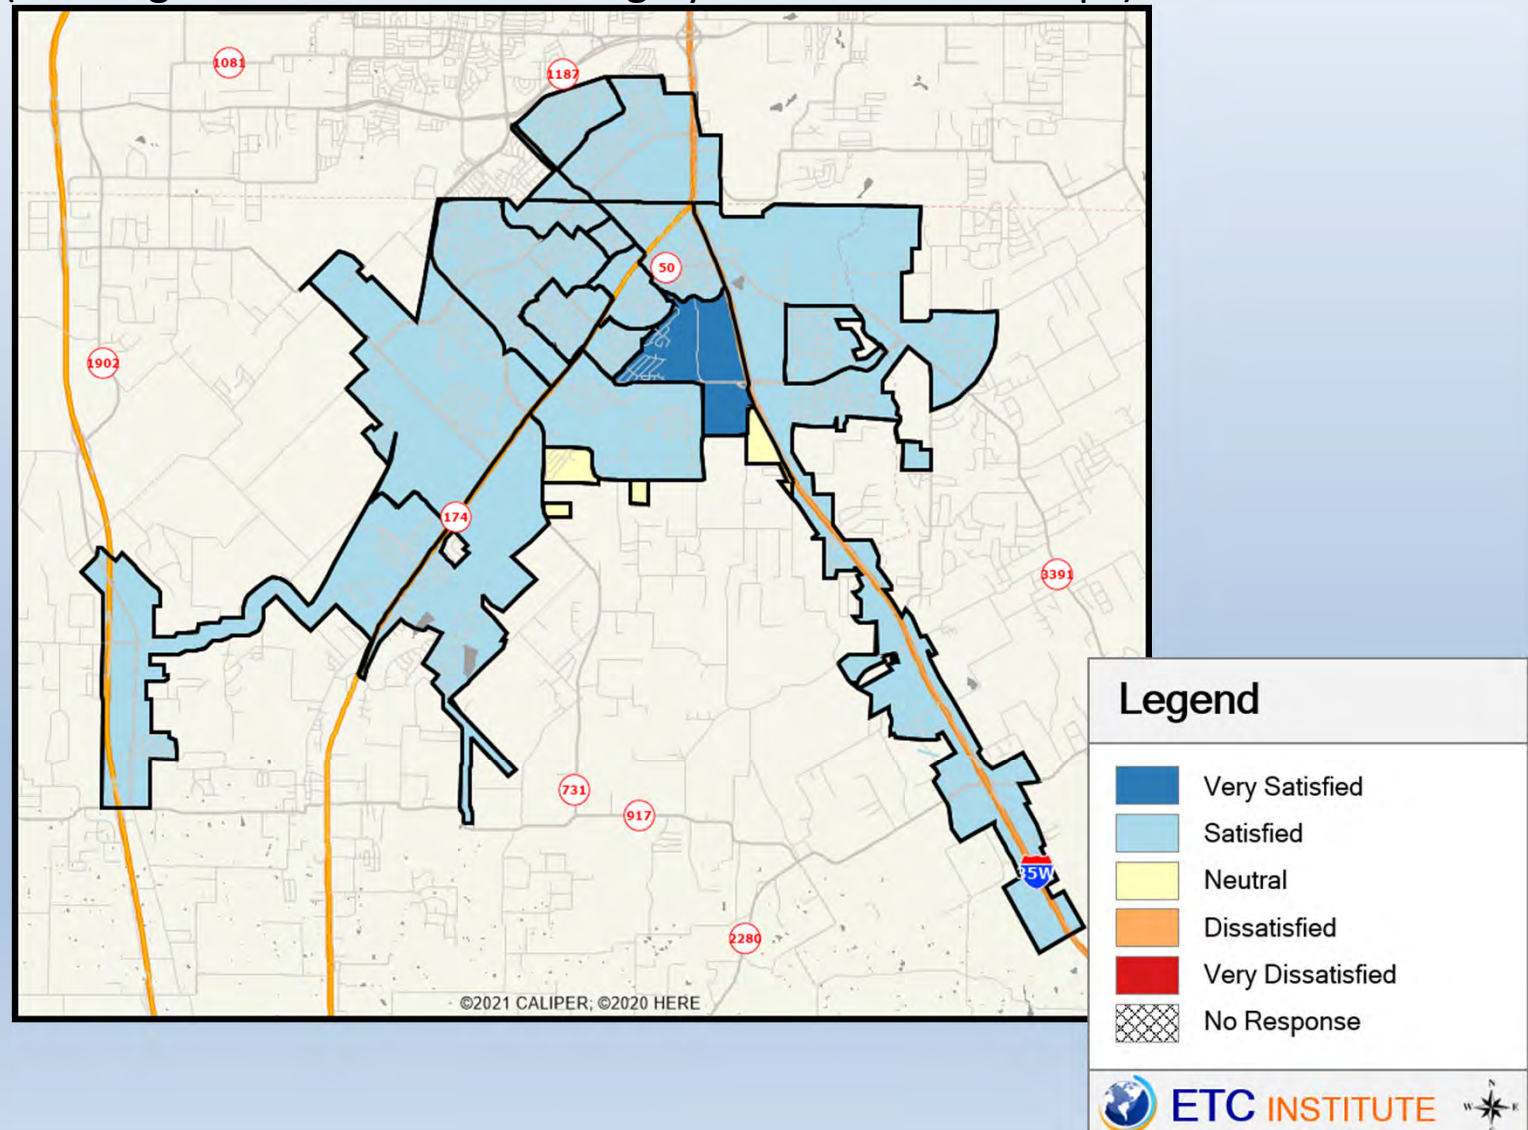 1081
1187
50
1902
174
3391
731
917
35W
2280
©2021 CALIPER; ©2020 HERE
Legend
Very Satisfied
Satisfied
Neutral
Dissatisfied
Very Dissatisfied
No Response
ETC INSTITUTE
N
W E